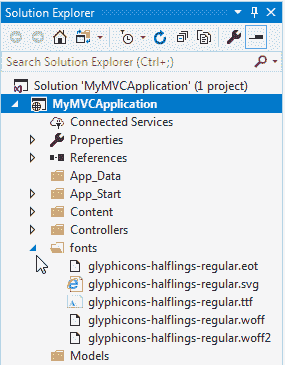 Solution Explorer
Search Solution Explorer (Ctrl+;)
Solution 'MyMVCApplication' (1 project)
MyMVCApplication
Connected Services
Properties
References
App_Data
App_Start
Content
Controllers
fonts
glyphicons-halflings-regular.eot
glyphicons-halflings-regular.svg
glyphicons-halflings-regular.ttf
glyphicons-halflings-regular.woff
glyphicons-halflings-regular.woff2
Models